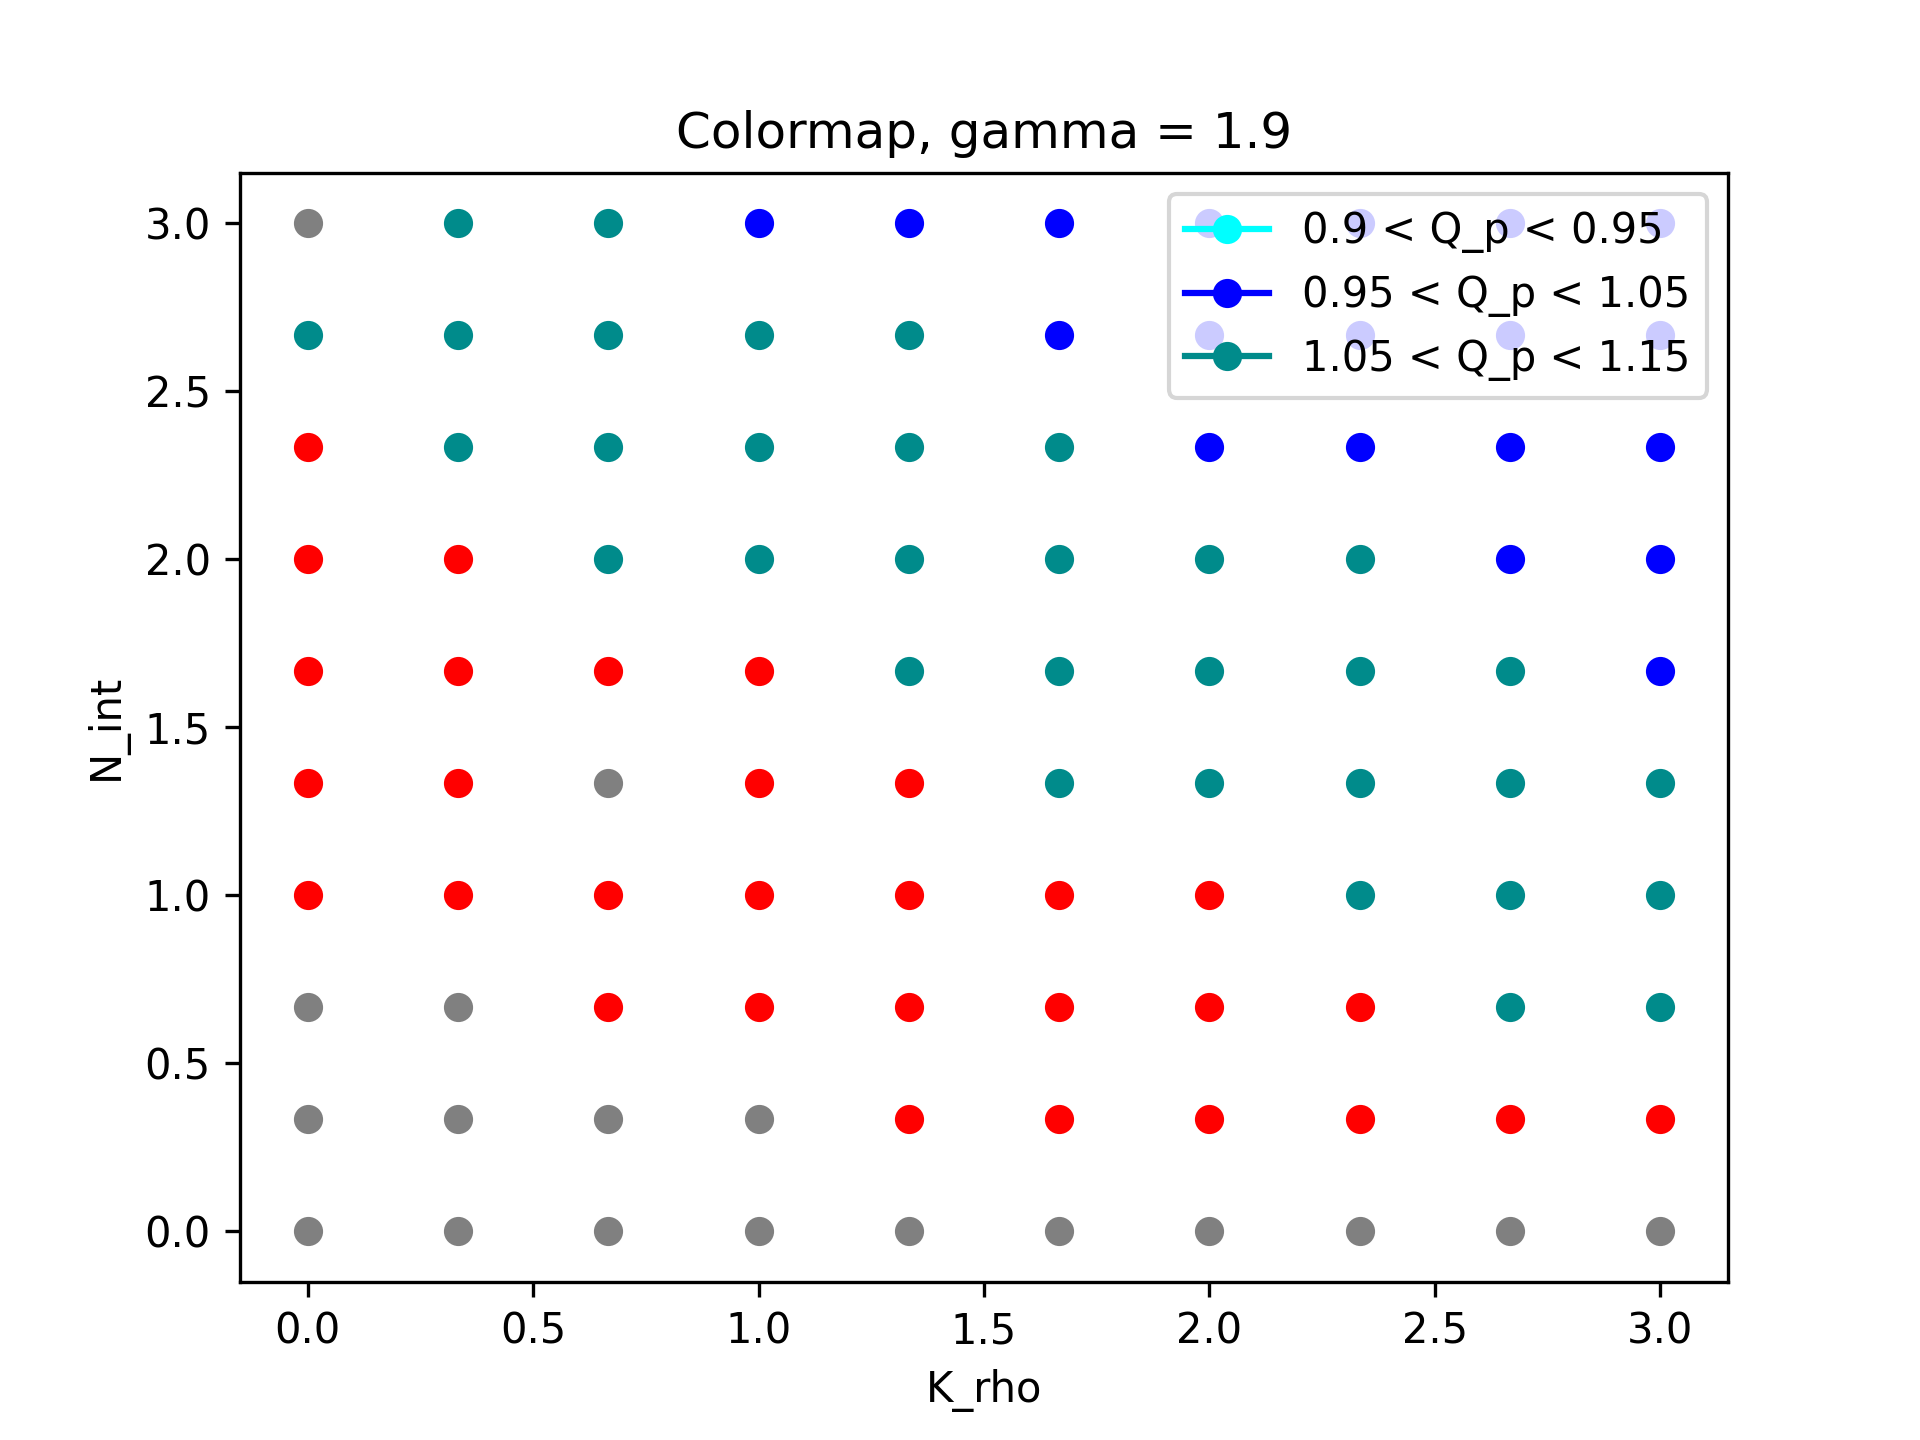 Colormap, gamma = 1.9
0.9 < Q_p < 0.95
0.95 < Q_p < 1.05
1.05 < Q_p < 1.15
3.0
2.5
2.0
1.5
1.0
0.5
0.0
N_int
0.0 0.5 1.0 1.5 2.0 2.5 3.0
K_rho